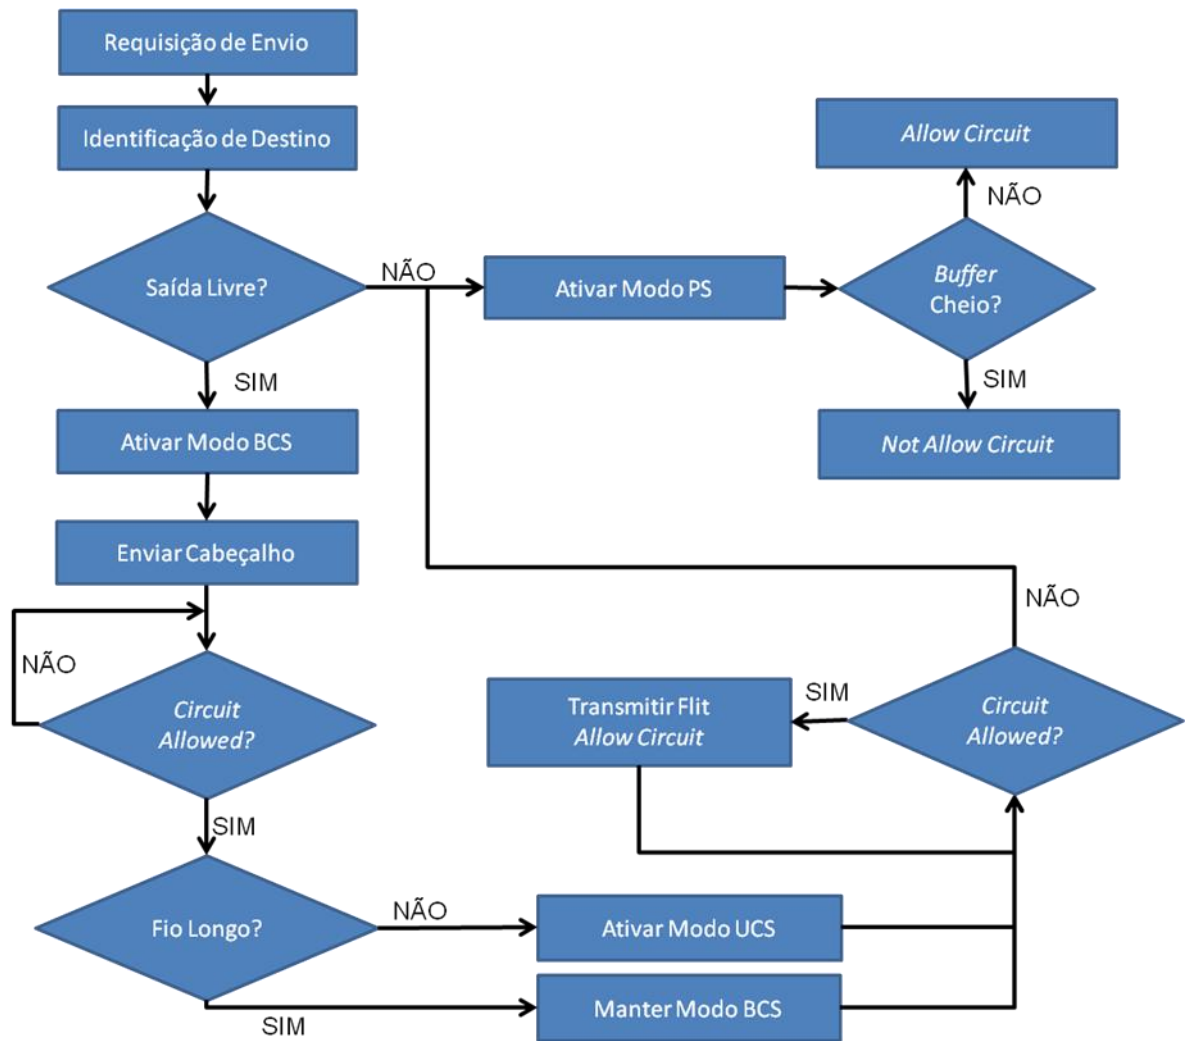 Requisição de Envio
Identificação de Destino
Saída Livre?
NÃO
Ativar Modo PS
Buffer
Cheio?
NÃO
Allow Circuit
SIM
Not Allow Circuit
SIM
Ativar Modo BCS
Enviar Cabeçalho
NÃO
Circuit
Allowed?
SIM
Fio Longo?
NÃO
Ativar Modo UCS
SIM
Manter Modo BCS
Circuit
Allowed?
NÃO
SIM
Transmitir Flit
Allow Circuit